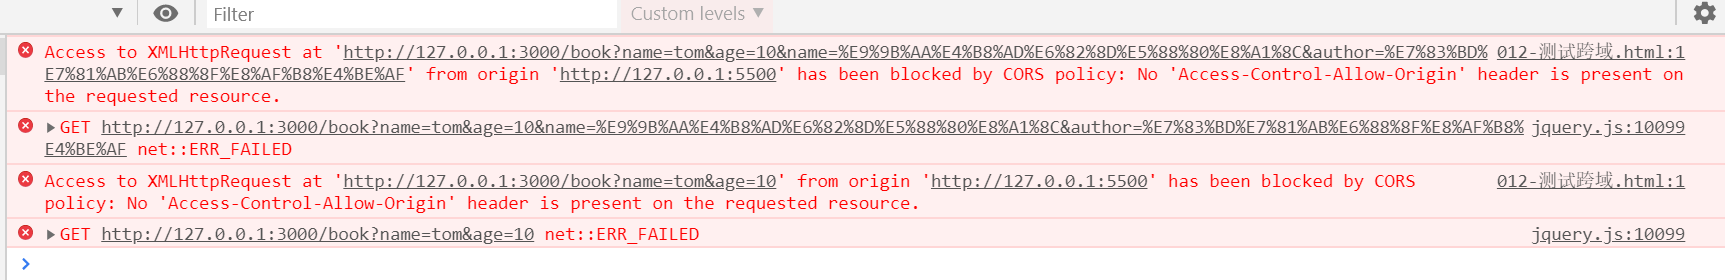 ▼ Filter Custom levels ▼
Access to XMLHttpRequest at 'http://127.0.0.1:3000/book?name=tom&age=10&name=%E9%9B%AA%E4%B8%AD%E6%82%8D%E5%88%80%E8%A1%8C&author=%E7%83%BD% 012-测试跨域.html:1
E7%81%AB%E6%88%8F%E8%AF%B8%E4%BE%AF' from origin 'http://127.0.0.1:5500' has been blocked by CORS policy: No 'Access-Control-Allow-Origin' header is present on
the requested resource.
▶GET http://127.0.0.1:3000/book?name=tom&age=10&name=%E9%9B%AA%E4%B8%AD%E6%82%8D%E5%88%80%E8%A1%8C&author=%E7%83%BD%E7%81%AB%E6%88%8F%E8%AF%B8% jquery.js:10099
E4%BE%AF net::ERR_FAILED
Access to XMLHttpRequest at 'http://127.0.0.1:3000/book?name=tom&age=10' from origin 'http://127.0.0.1:5500' has been blocked by CORS 012-测试跨域.html:1
policy: No 'Access-Control-Allow-Origin' header is present on the requested resource.
▶GET http://127.0.0.1:3000/book?name=tom&age=10 net::ERR_FAILED jquery.js:10099